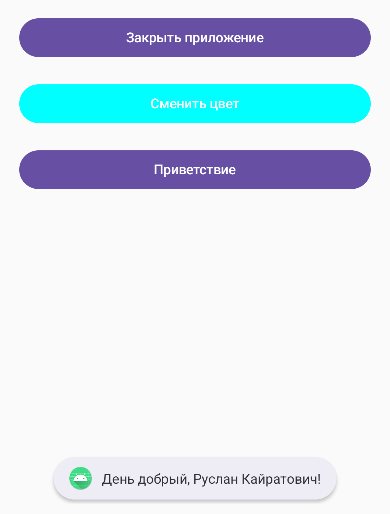 Закрыть приложение
Сменить цвет
Приветствие
День добрый, Руслан Кайратович!